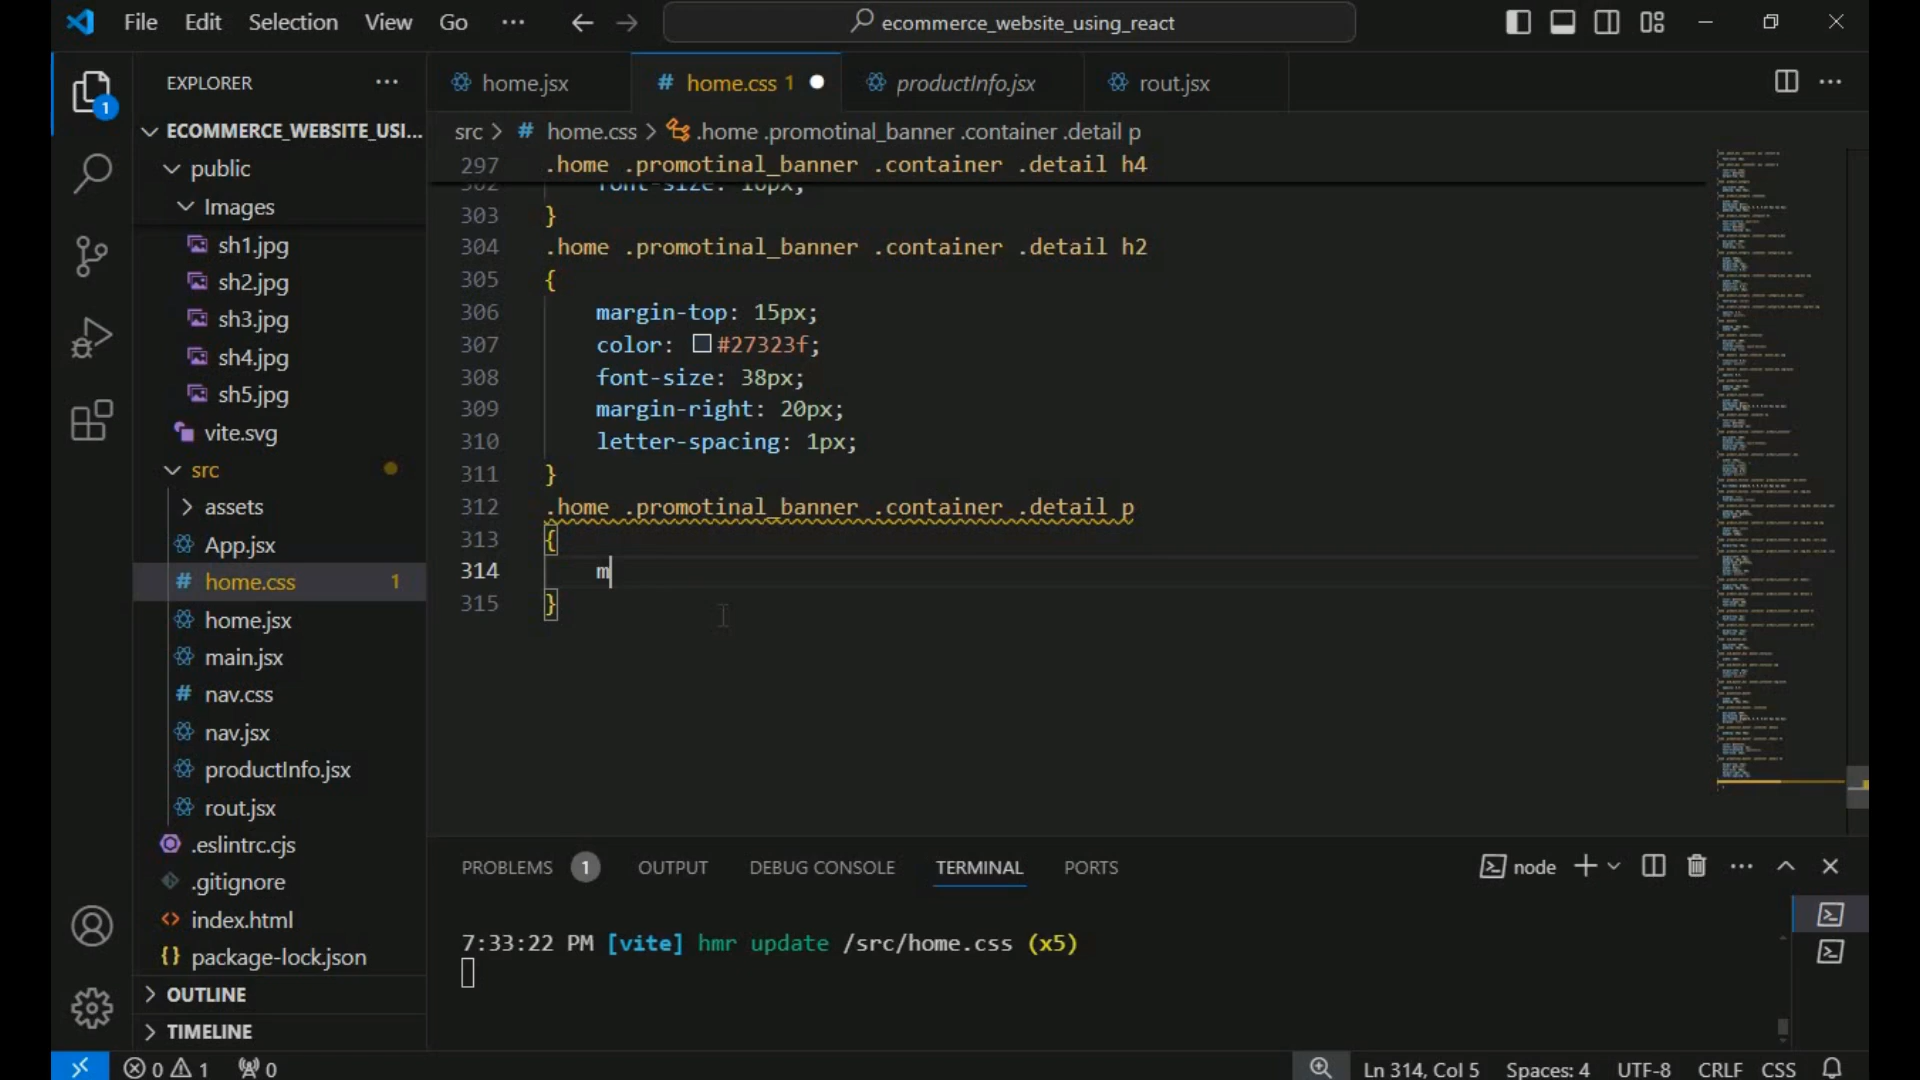 File Edit Selection View Go ··· ecommerce_website_using_react
EXPLORER ···
home.jsx
# home.css 1
productInfo.jsx
rout.jsx
···
ECOMMERCE_WEBSITE_USI...
src > # home.css > .home .promotinal_banner .container .detail p
public
Images
sh1.jpg
sh2.jpg
sh3.jpg
sh4.jpg
sh5.jpg
vite.svg
src
assets
App.jsx
# home.css 1
home.jsx
main.jsx
# nav.css
nav.jsx
productInfo.jsx
rout.jsx
.eslintrc.cjs
.gitignore
index.html
{} package-lock.json
OUTLINE
TIMELINE
1
297 .home .promotinal_banner .container .detail h4
302 font-size: 16px;
303 }
304 .home .promotinal_banner .container .detail h2
305 {
306 margin-top: 15px;
307 color: #27323f;
308 font-size: 38px;
309 margin-right: 20px;
310 letter-spacing: 1px;
311 }
312 .home .promotinal_banner .container .detail p
313 {
314 m
315 }
PROBLEMS 1 OUTPUT DEBUG CONSOLE TERMINAL PORTS node ···
7:33:22 PM [vite] hmr update /src/home.css (x5)
0 1 0 Ln 314, Col 5 Spaces: 4 UTF-8 CRLF CSS